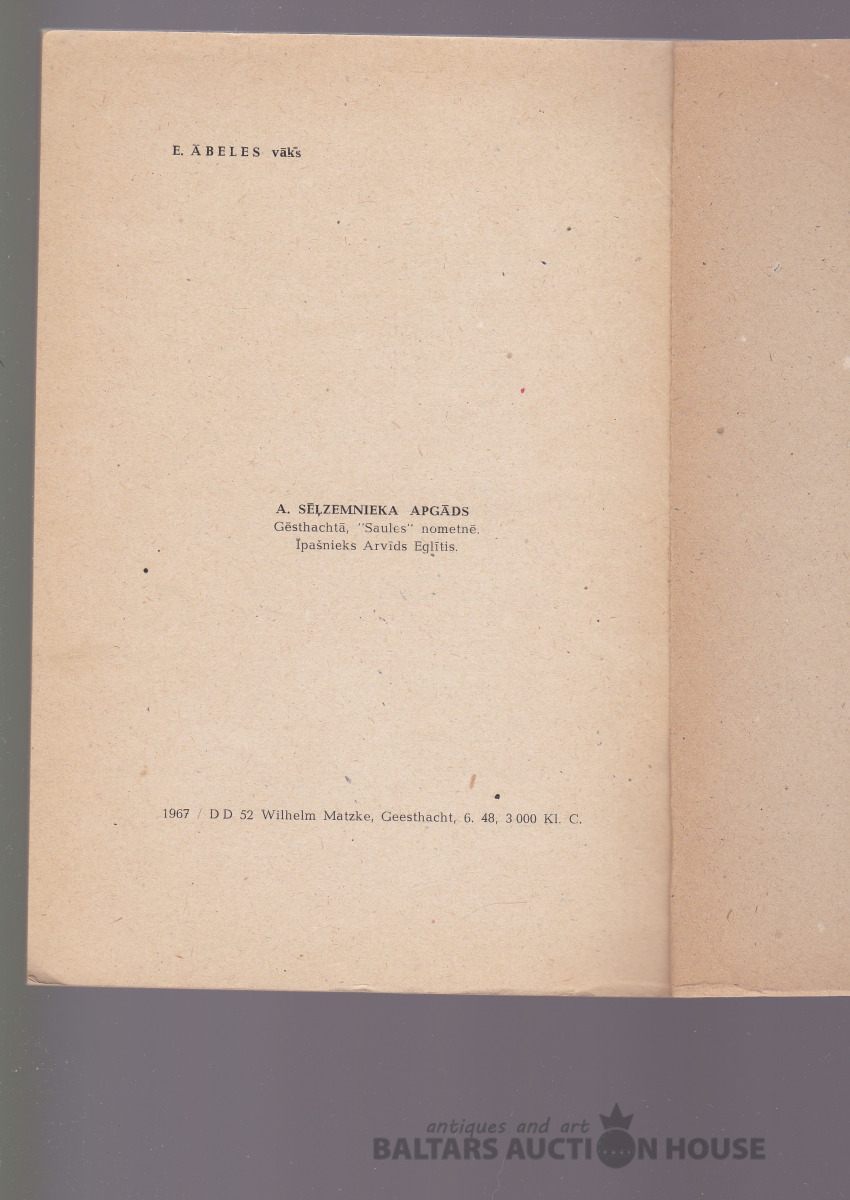 E. ĀBELES vāks
A. SĒĻZEMNIEKA APGĀDS
Gēsthachtā, "Saules" nometnē.
Īpašnieks Arvīds Eglītis.
1967 / DD 52 Wilhelm Matzke, Geesthacht, 6. 48, 3 000 Kl. C.
antiques and art
BALTARS AUCTION HOUSE